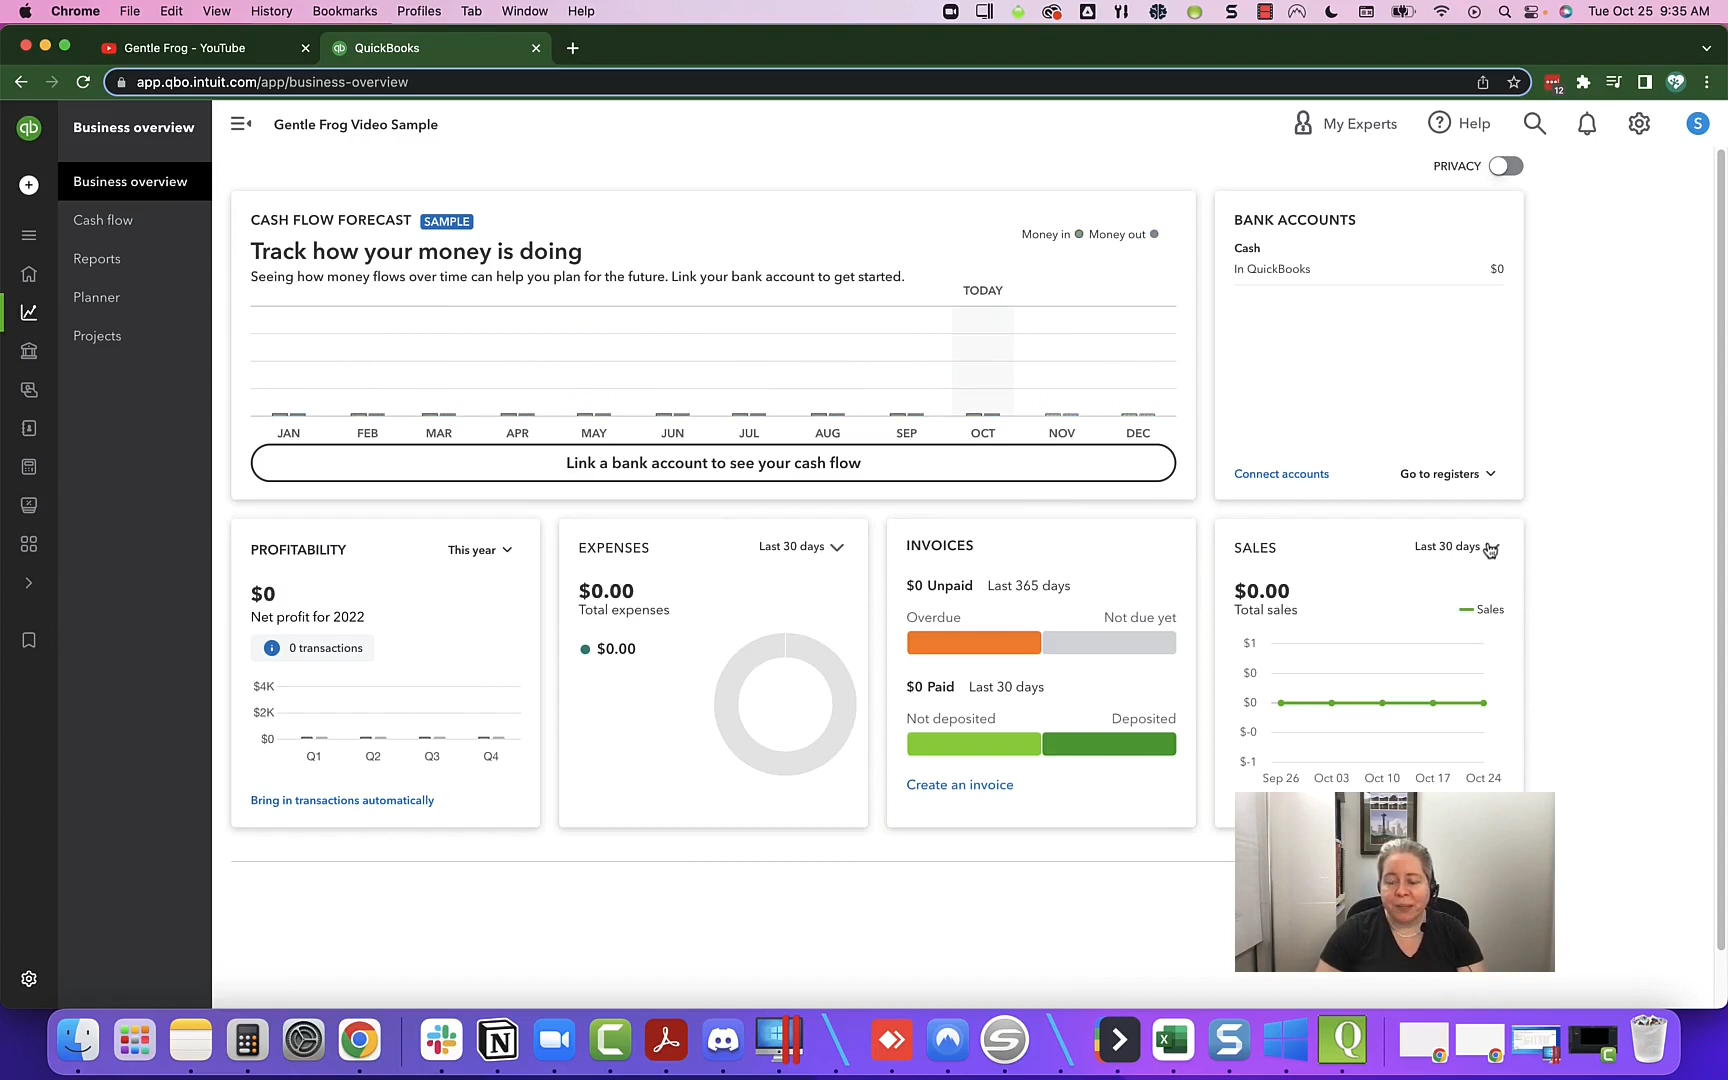 Chrome File Edit View History Bookmarks Profiles Tab Window Help
Tue Oct 25 9:35 AM
Gentle Frog - YouTube
QuickBooks
app.qbo.intuit.com/app/business-overview
12
qb
Business overview
Gentle Frog Video Sample
My Experts
Help
S
PRIVACY
Business overview
Cash flow
Reports
Planner
Projects
CASH FLOW FORECAST SAMPLE
Track how your money is doing
Seeing how money flows over time can help you plan for the future. Link your bank account to get started.
Money in Money out
TODAY
JAN FEB MAR APR MAY JUN JUL AUG SEP OCT NOV DEC
Link a bank account to see your cash flow
BANK ACCOUNTS
Cash
In QuickBooks $0
Connect accounts Go to registers
PROFITABILITY This year
$0
Net profit for 2022
0 transactions
$4K
$2K
$0
Q1 Q2 Q3 Q4
Bring in transactions automatically
EXPENSES Last 30 days
$0.00
Total expenses
$0.00
INVOICES
$0 Unpaid Last 365 days
Overdue Not due yet
$0 Paid Last 30 days
Not deposited Deposited
Create an invoice
SALES Last 30 days
$0.00
Total sales
Sales
$1
$0
$0
$-0
$-1
Sep 26 Oct 03 Oct 10 Oct 17 Oct 24